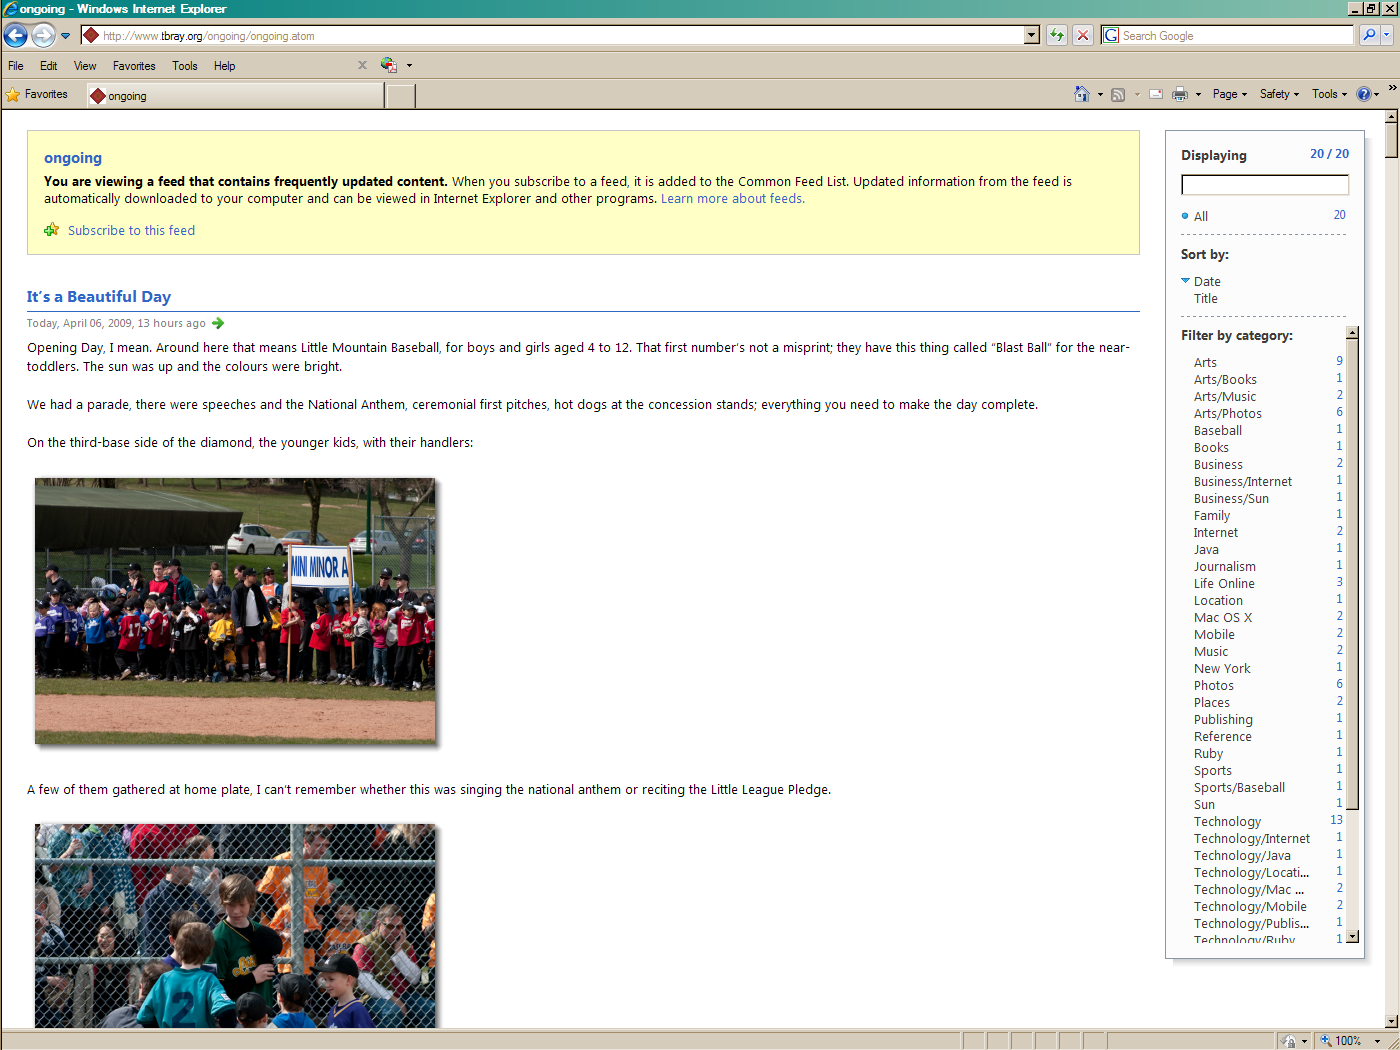 ongoing - Windows Internet Explorer
http://www.tbray.org/ongoing/ongoing.atom
Search Google
File Edit View Favorites Tools Help
Favorites
ongoing
Page Safety Tools
ongoing
You are viewing a feed that contains frequently updated content. When you subscribe to a feed, it is added to the Common Feed List. Updated information from the feed is
automatically downloaded to your computer and can be viewed in Internet Explorer and other programs. Learn more about feeds.
Subscribe to this feed
It's a Beautiful Day
Today, April 06, 2009, 13 hours ago
Opening Day, I mean. Around here that means Little Mountain Baseball, for boys and girls aged 4 to 12. That first number's not a misprint; they have this thing called “Blast Ball” for the near-
toddlers. The sun was up and the colours were bright.
We had a parade, there were speeches and the National Anthem, ceremonial first pitches, hot dogs at the concession stands; everything you need to make the day complete.
On the third-base side of the diamond, the younger kids, with their handlers:
MINI MINOR A
17
A few of them gathered at home plate, I can't remember whether this was singing the national anthem or reciting the Little League Pledge.
2
Displaying 20 / 20
All 20
Sort by:
Date
Title
Filter by category:
Arts 9
Arts/Books 1
Arts/Music 2
Arts/Photos 6
Baseball 1
Books 1
Business 2
Business/Internet 1
Business/Sun 1
Family 1
Internet 2
Java 1
Journalism 1
Life Online 3
Location 1
Mac OS X 2
Mobile 2
Music 2
New York 1
Photos 6
Places 2
Publishing 1
Reference 1
Ruby 1
Sports 1
Sports/Baseball 1
Sun 1
Technology 13
Technology/Internet 1
Technology/Java 1
Technology/Locati... 1
Technology/Mac ... 2
Technology/Mobile 2
Technology/Publis... 1
Technology/Ruby 1
100%